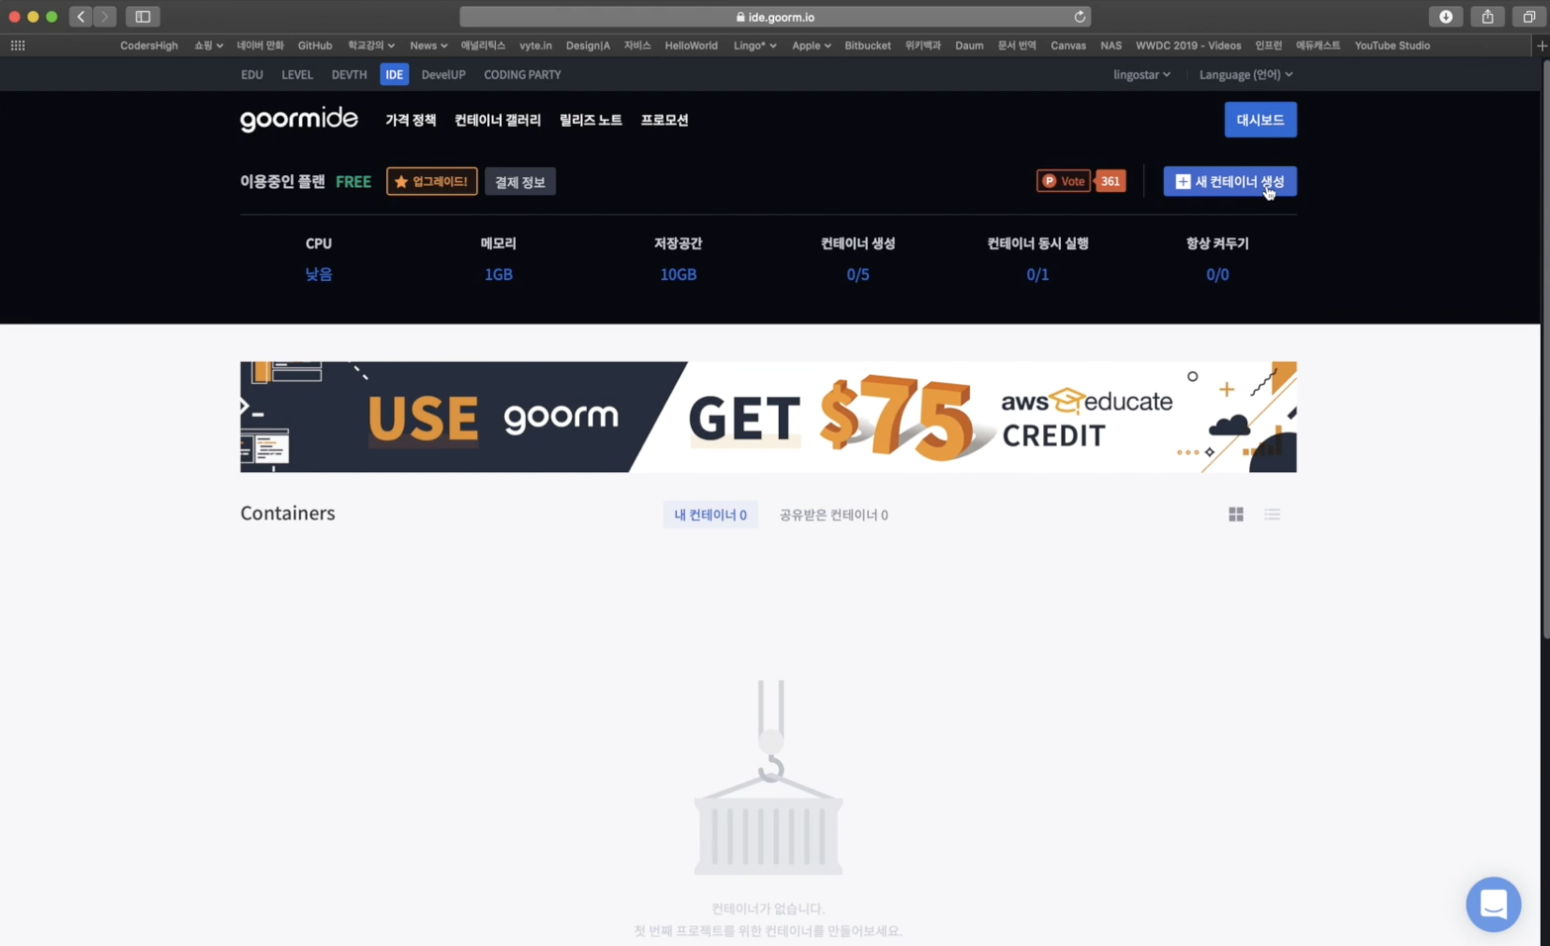 ide.goorm.io
CodersHigh 쇼핑 네이버 만화 GitHub 학교강의 News 애널리틱스 vyte.in Design|A 자비스 HelloWorld Lingo* Apple Bitbucket 위키백과 Daum 문서 번역 Canvas NAS WWDC 2019 - Videos 인프런 에듀캐스트 YouTube Studio
EDU LEVEL DEVTH IDE DevelUP CODING PARTY lingostar Language (언어)
goormide 가격 정책 컨테이너 갤러리 릴리즈 노트 프로모션 대시보드
이용중인 플랜 FREE 업그레이드! 결제 정보 P Vote 361 새 컨테이너 생성
CPU 메모리 저장공간 컨테이너 생성 컨테이너 동시 실행 항상 켜두기
낮음 1GB 10GB 0/5 0/1 0/0
USE goorm GET $75 aws educate
CREDIT
Containers 내 컨테이너 0 공유받은 컨테이너 0
컨테이너가 없습니다.
첫 번째 프로젝트를 위한 컨테이너를 만들어보세요.